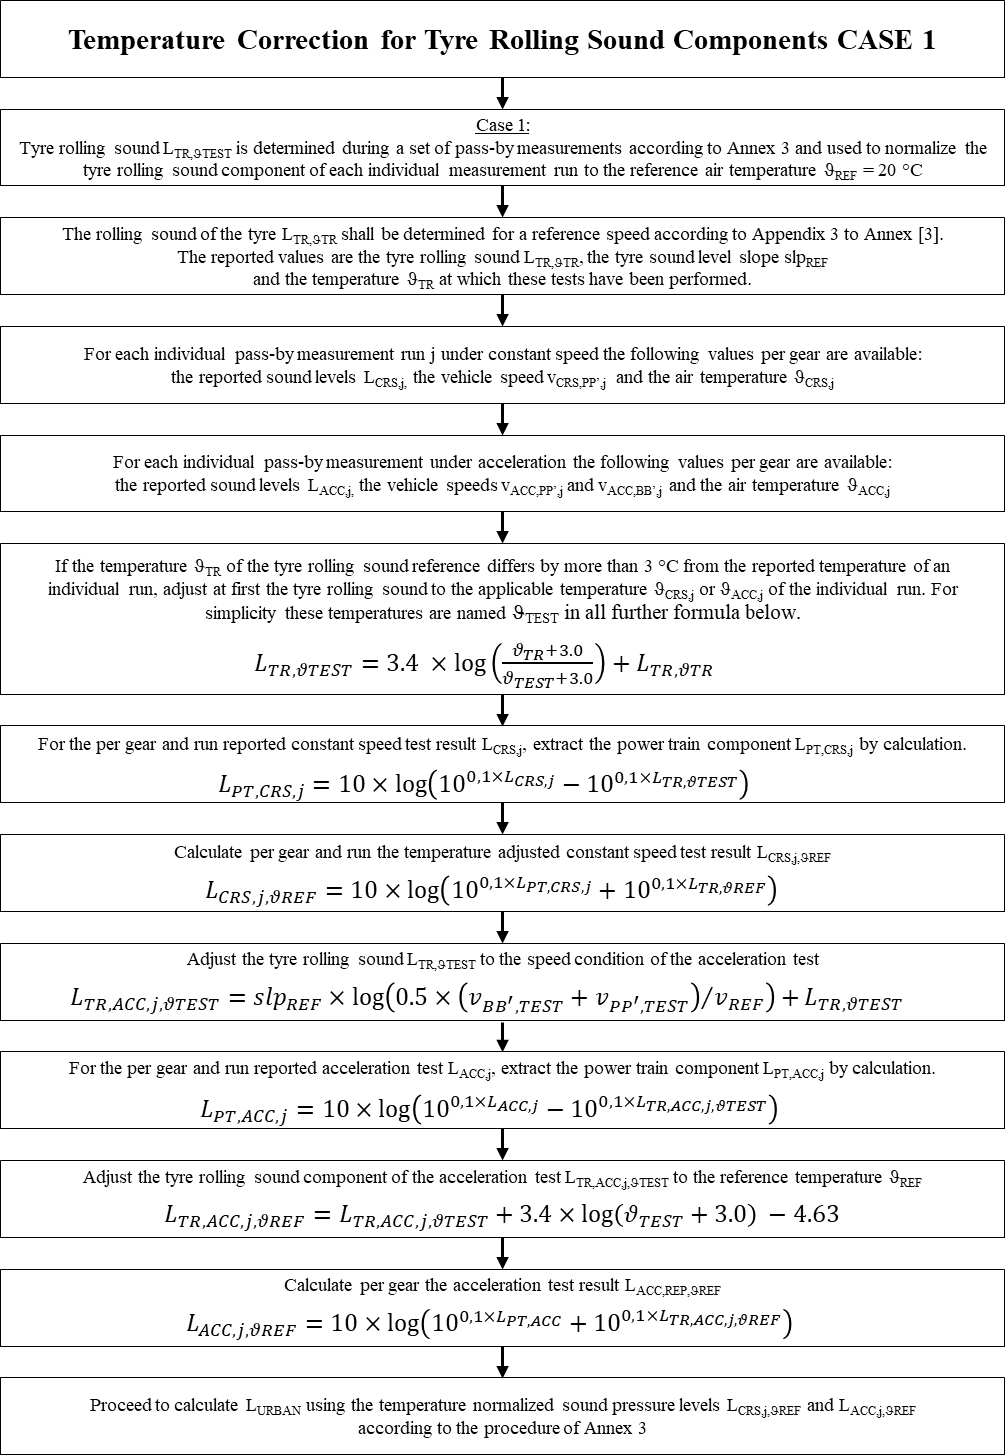 Temperature Correction for Tyre Rolling Sound Components CASE 1
Case 1:
Tyre rolling sound L_TR,ϑTEST is determined during a set of pass-by measurements according to Annex 3 and used to normalize the
tyre rolling sound component of each individual measurement run to the reference air temperature ϑ_REF = 20 °C
The rolling sound of the tyre L_TR,ϑTR shall be determined for a reference speed according to Appendix 3 to Annex [3].
The reported values are the tyre rolling sound L_TR,ϑTR, the tyre sound level slope slp_REF
and the temperature ϑ_TR at which these tests have been performed.
For each individual pass-by measurement run j under constant speed the following values per gear are available:
the reported sound levels L_CRS,j, the vehicle speed v_CRS,PP',j and the air temperature ϑ_CRS,j
For each individual pass-by measurement under acceleration the following values per gear are available:
the reported sound levels L_ACC,j, the vehicle speeds v_ACC,PP',j and v_ACC,BB',j and the air temperature ϑ_ACC,j
If the temperature ϑ_TR of the tyre rolling sound reference differs by more than 3 °C from the reported temperature of an
individual run, adjust at first the tyre rolling sound to the applicable temperature ϑ_CRS,j or ϑ_ACC,j of the individual run. For
simplicity these temperatures are named ϑ_TEST in all further formula below.
L_TR,ϑTEST = 3.4 × log((ϑ_TR+3.0)/(ϑ_TEST+3.0)) + L_TR,ϑTR
For the per gear and run reported constant speed test result L_CRS,j, extract the power train component L_PT,CRS,j by calculation.
L_PT,CRS,j = 10 × log(10^(0,1×L_CRS,j) − 10^(0,1×L_TR,ϑTEST))
Calculate per gear and run the temperature adjusted constant speed test result L_CRS,j,ϑREF
L_CRS,j,ϑREF = 10 × log(10^(0,1×L_PT,CRS,j) + 10^(0,1×L_TR,ϑREF))
Adjust the tyre rolling sound L_TR,ϑTEST to the speed condition of the acceleration test
L_TR,ACC,j,ϑTEST = slp_REF × log(0.5 × (v_BB',TEST + v_PP',TEST)/v_REF) + L_TR,ϑTEST
For the per gear and run reported acceleration test L_ACC,j, extract the power train component L_PT,ACC,j by calculation.
L_PT,ACC,j = 10 × log(10^(0,1×L_ACC,j) − 10^(0,1×L_TR,ACC,j,ϑTEST))
Adjust the tyre rolling sound component of the acceleration test L_TR,ACC,j,ϑTEST to the reference temperature ϑ_REF
L_TR,ACC,j,ϑREF = L_TR,ACC,j,ϑTEST + 3.4 × log(ϑ_TEST + 3.0) − 4.63
Calculate per gear the acceleration test result L_ACC,REP,ϑREF
L_ACC,j,ϑREF = 10 × log(10^(0,1×L_PT,ACC) + 10^(0,1×L_TR,ACC,j,ϑREF))
Proceed to calculate L_URBAN using the temperature normalized sound pressure levels L_CRS,j,ϑREF and L_ACC,j,ϑREF
according to the procedure of Annex 3